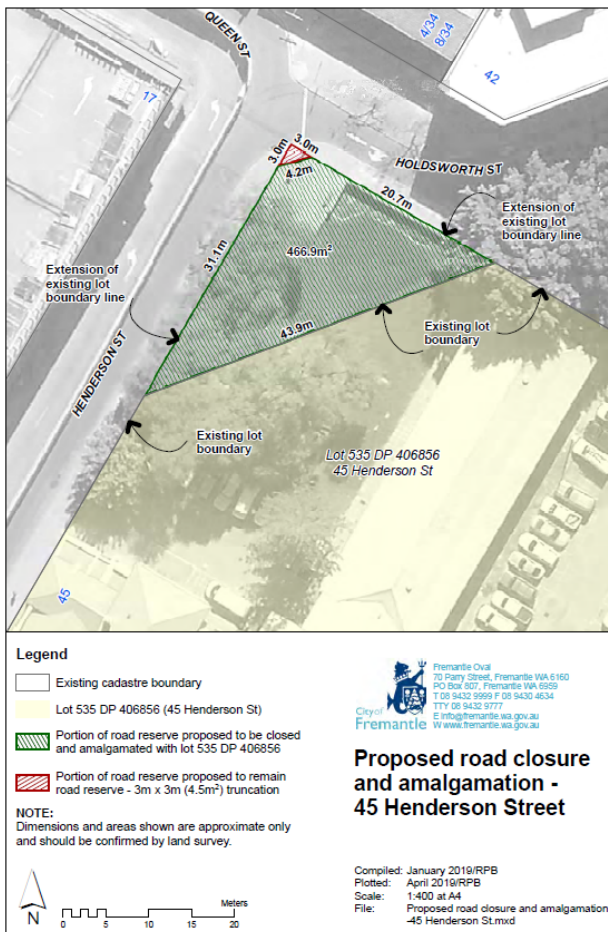 QUEEN ST
4/34
8/34
42
17
3.0m
3.0m
4.2m
HOLDSWORTH ST
20.7m
Extension of
existing lot
boundary line
31.1m
466.9m²
Extension of
existing lot
boundary line
43.9m
Existing lot
boundary
HENDERSON ST
Existing lot
boundary
Lot 535 DP 406856
45 Henderson St
45
Legend
Existing cadastre boundary
Lot 535 DP 406856 (45 Henderson St)
Portion of road reserve proposed to be closed
and amalgamated with lot 535 DP 406856
Portion of road reserve proposed to remain
road reserve - 3m x 3m (4.5m²) truncation
NOTE:
Dimensions and areas shown are approximate only
and should be confirmed by land survey.
N
Meters
0 5 10 15 20
City of
Fremantle
Fremantle Oval
70 Parry Street, Fremantle WA 6160
PO Box 807, Fremantle WA 6959
T 08 9432 9999 F 08 9430 4634
TTY 08 9432 9777
E info@fremantle.wa.gov.au
W www.fremantle.wa.gov.au
Proposed road closure
and amalgamation -
45 Henderson Street
Compiled: January 2019/RPB
Plotted: April 2019/RPB
Scale: 1:400 at A4
File: Proposed road closure and amalgamation
-45 Henderson St.mxd